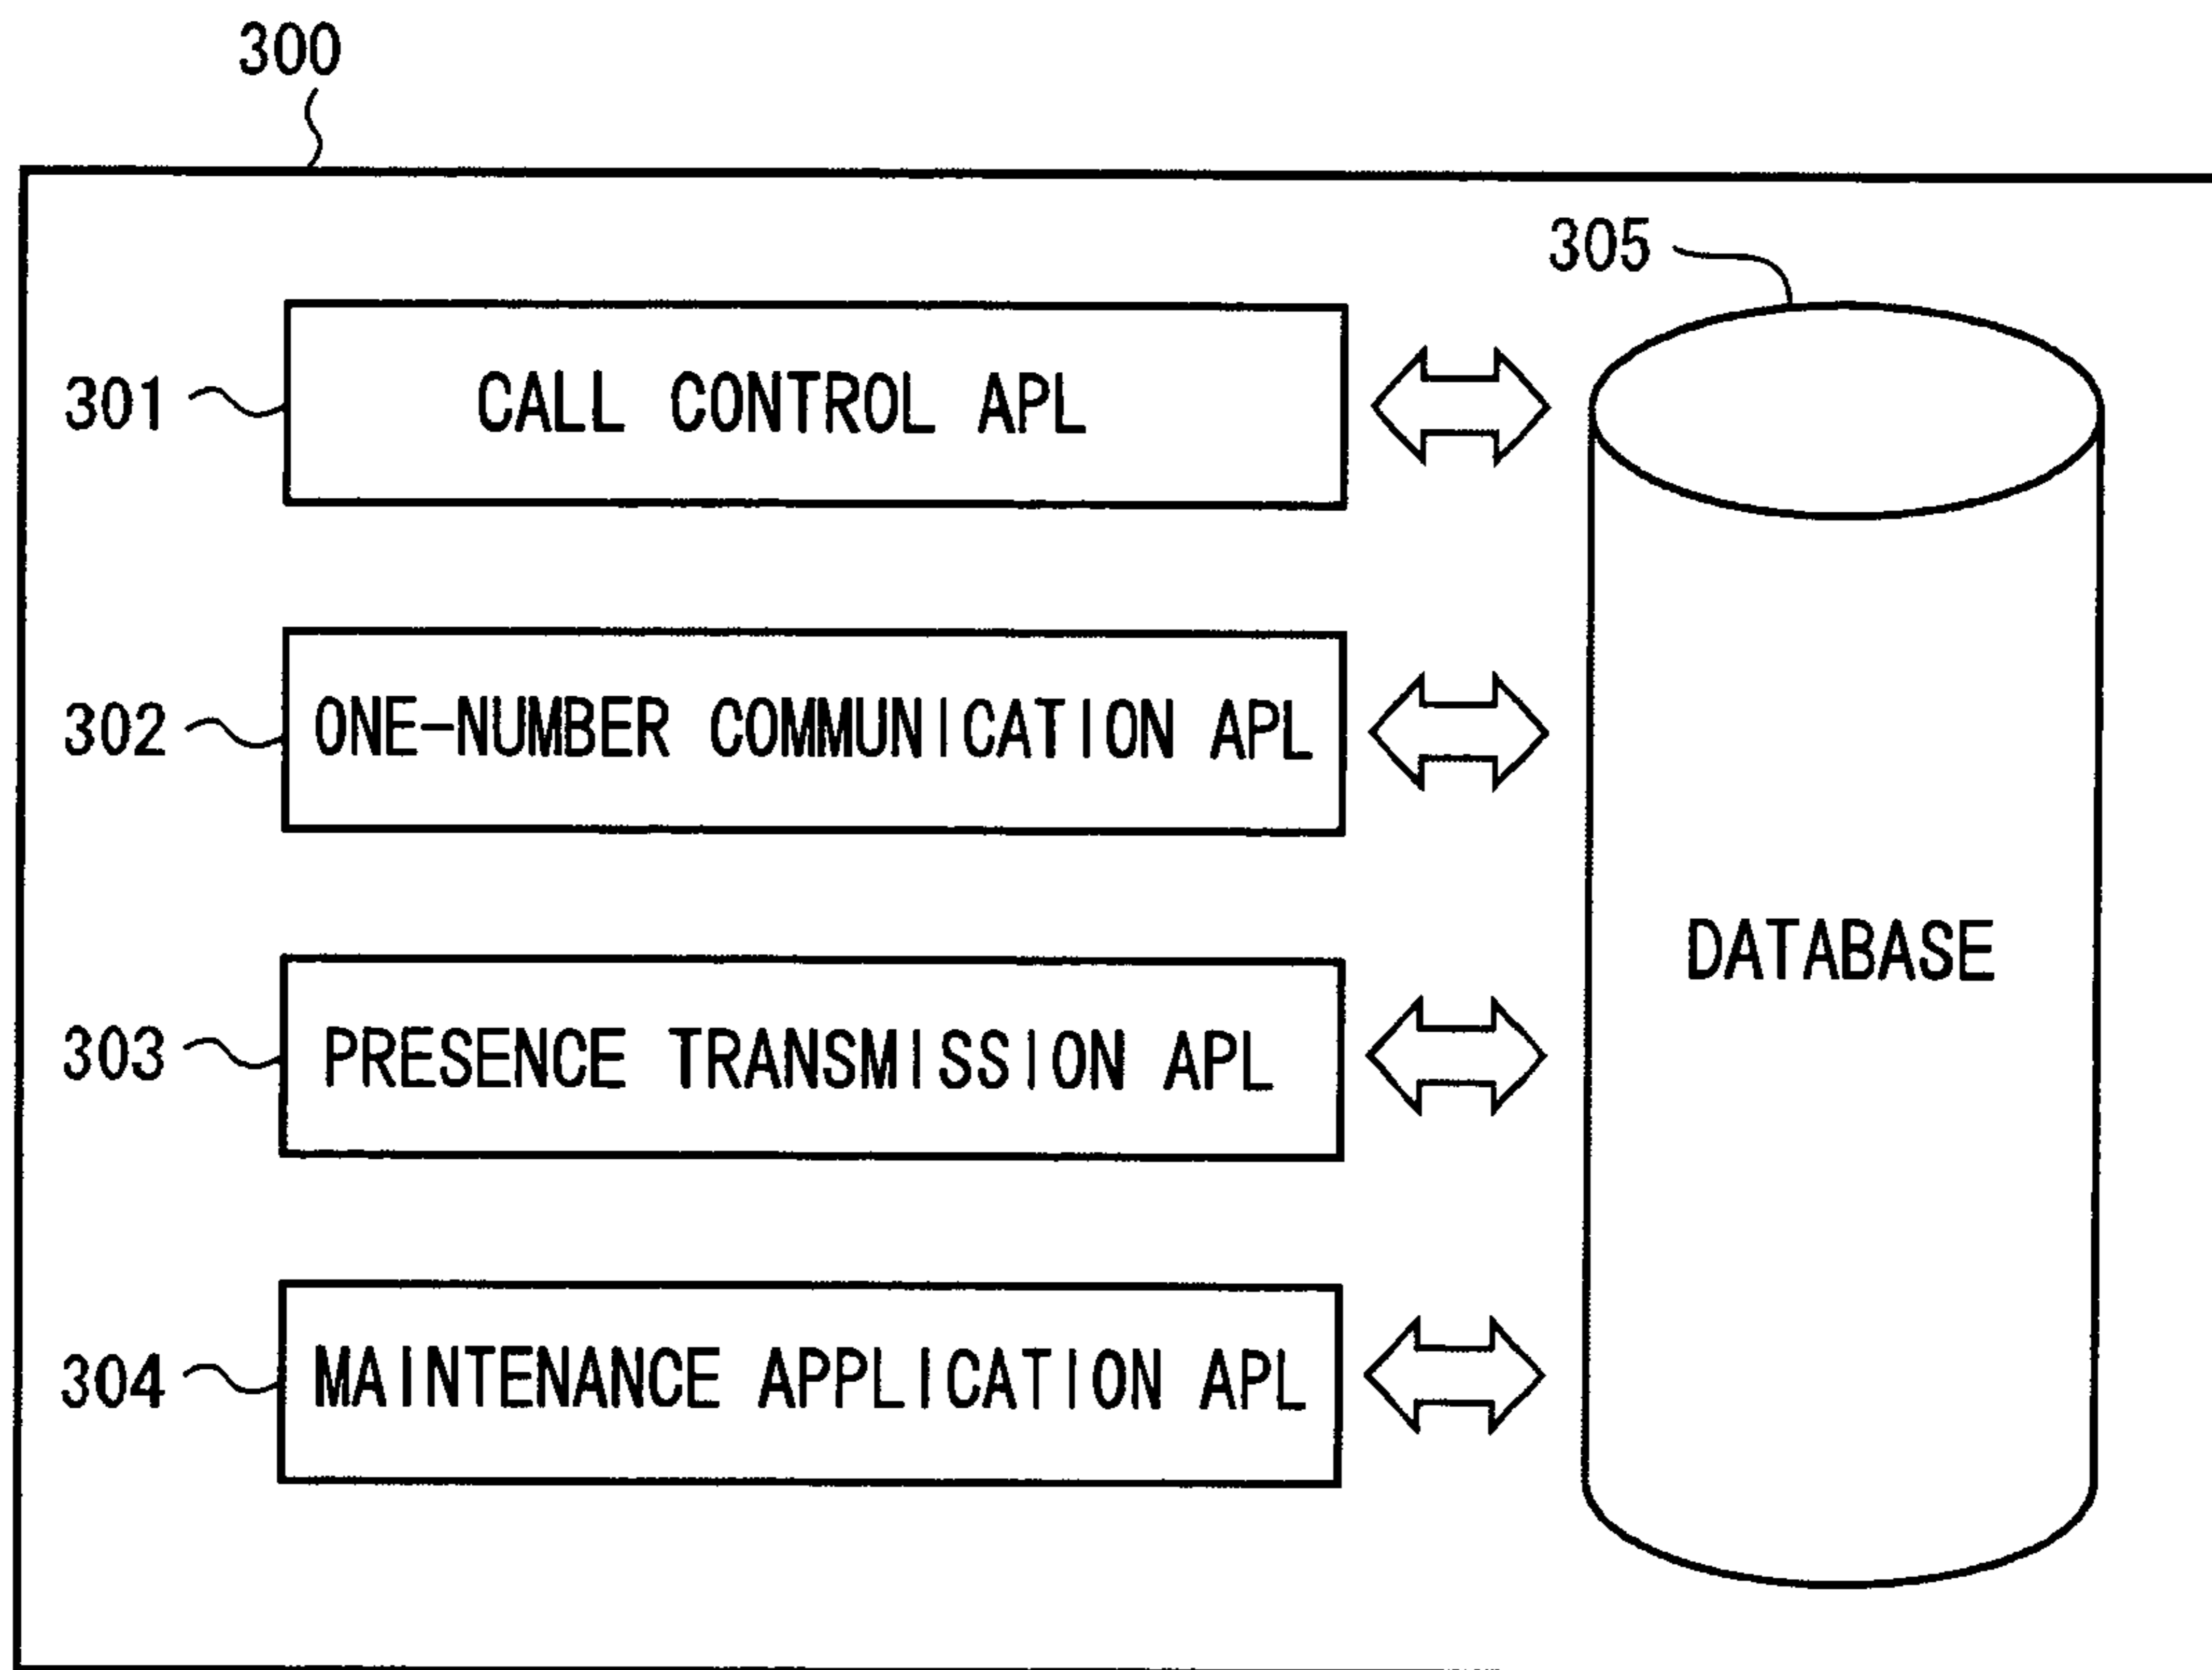 300
305
301
CALL CONTROL APL
302
ONE-NUMBER COMMUNICATION APL
DATABASE
303
PRESENCE TRANSMISSION APL
304
MAINTENANCE APPLICATION APL